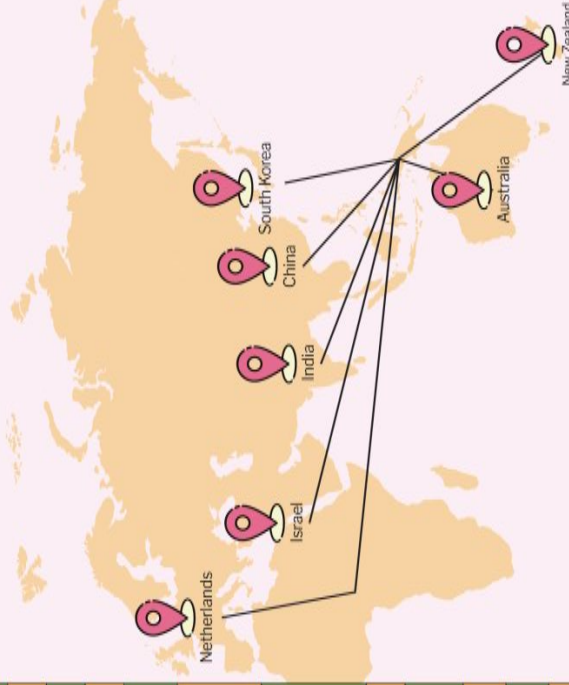 Netherlands
Israel
India
China
South Korea
Australia
New Zealand